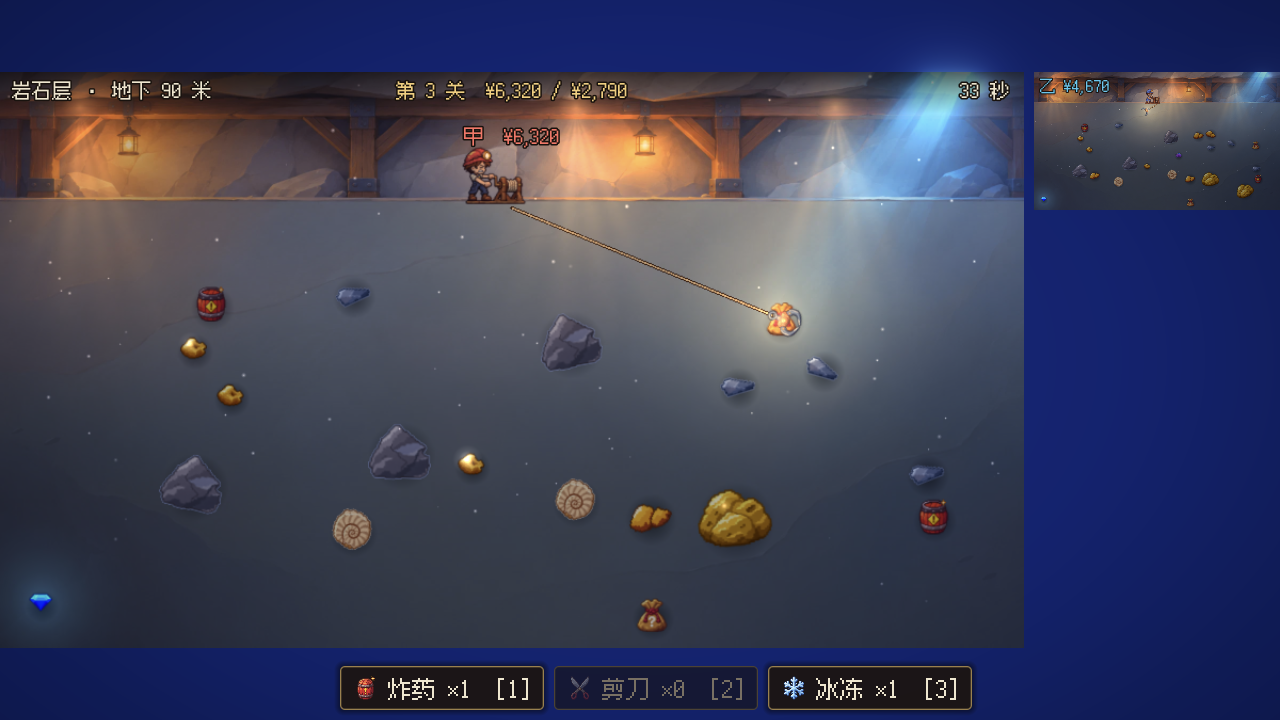 岩石层 · 地下 90 米
第 3 关 ¥6,320 / ¥2,790
33 秒
乙 ¥4,670
甲 ¥6,320
?
炸药 ×1 [1]
剪刀 ×0 [2]
冰冻 ×1 [3]